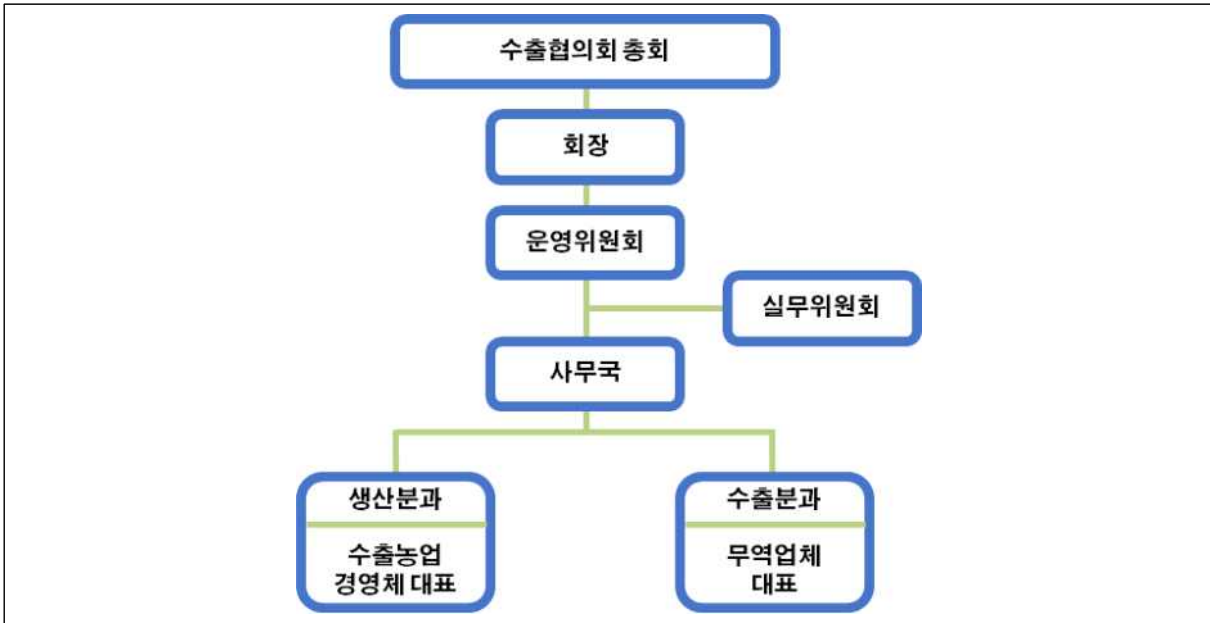 수출협의회 총회
회장
운영위원회
실무위원회
사무국
생산분과
수출농업
경영체 대표
수출분과
무역업체
대표